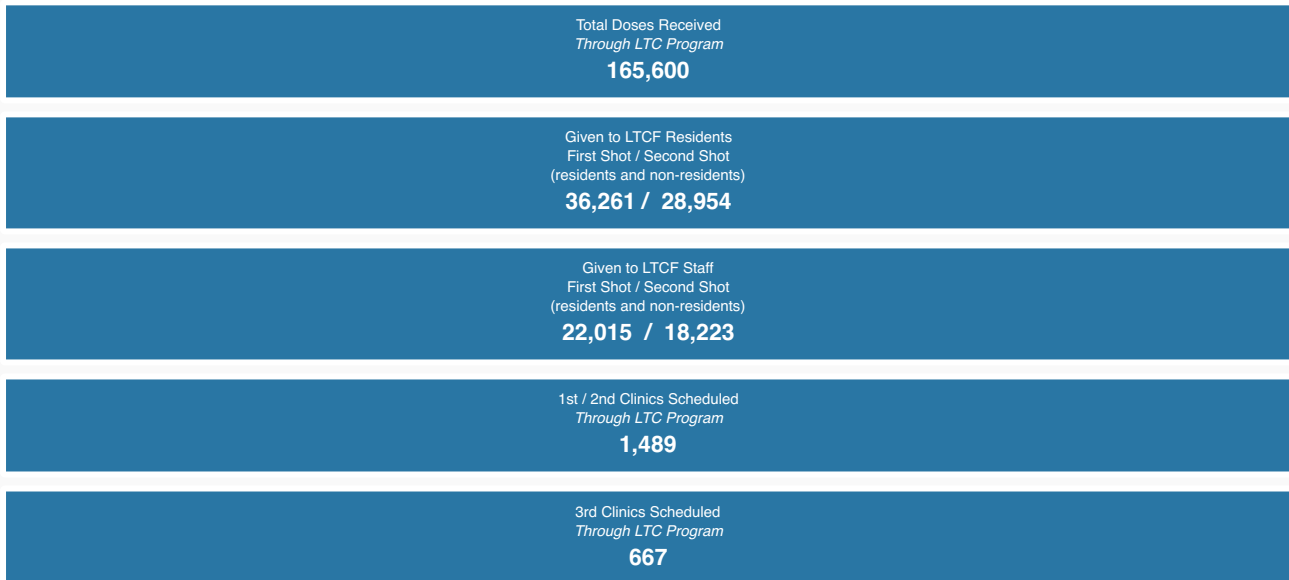 Total Doses Received
Through LTC Program
165,600
Given to LTCF Residents
First Shot / Second Shot
(residents and non-residents)
36,261 / 28,954
Given to LTCF Staff
First Shot / Second Shot
(residents and non-residents)
22,015 / 18,223
1st / 2nd Clinics Scheduled
Through LTC Program
1,489
3rd Clinics Scheduled
Through LTC Program
667